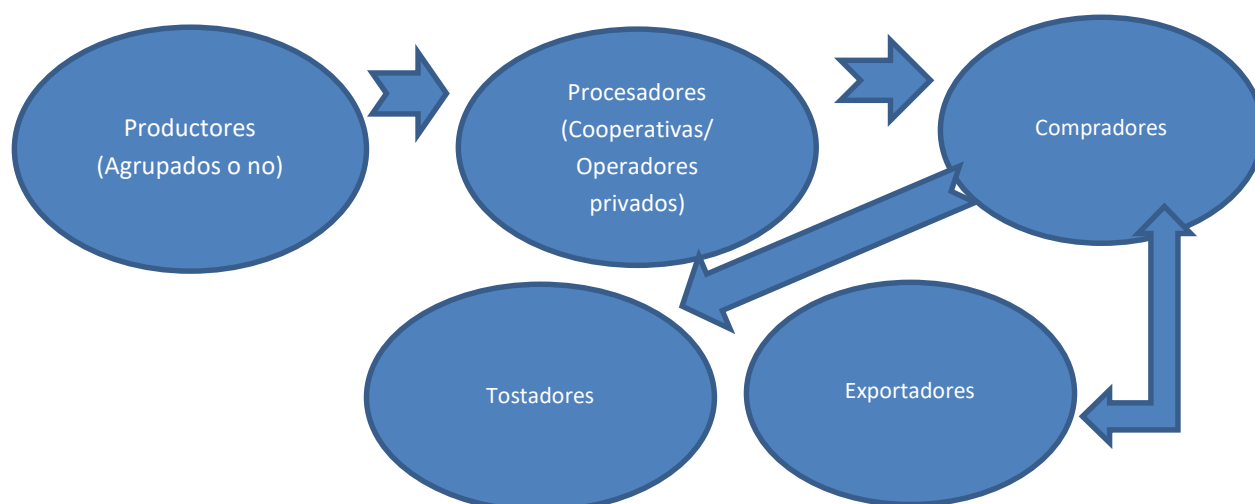 Productores
(Agrupados o no)
Procesadores
(Cooperativas/
Operadores
privados)
Compradores
Tostadores
Exportadores